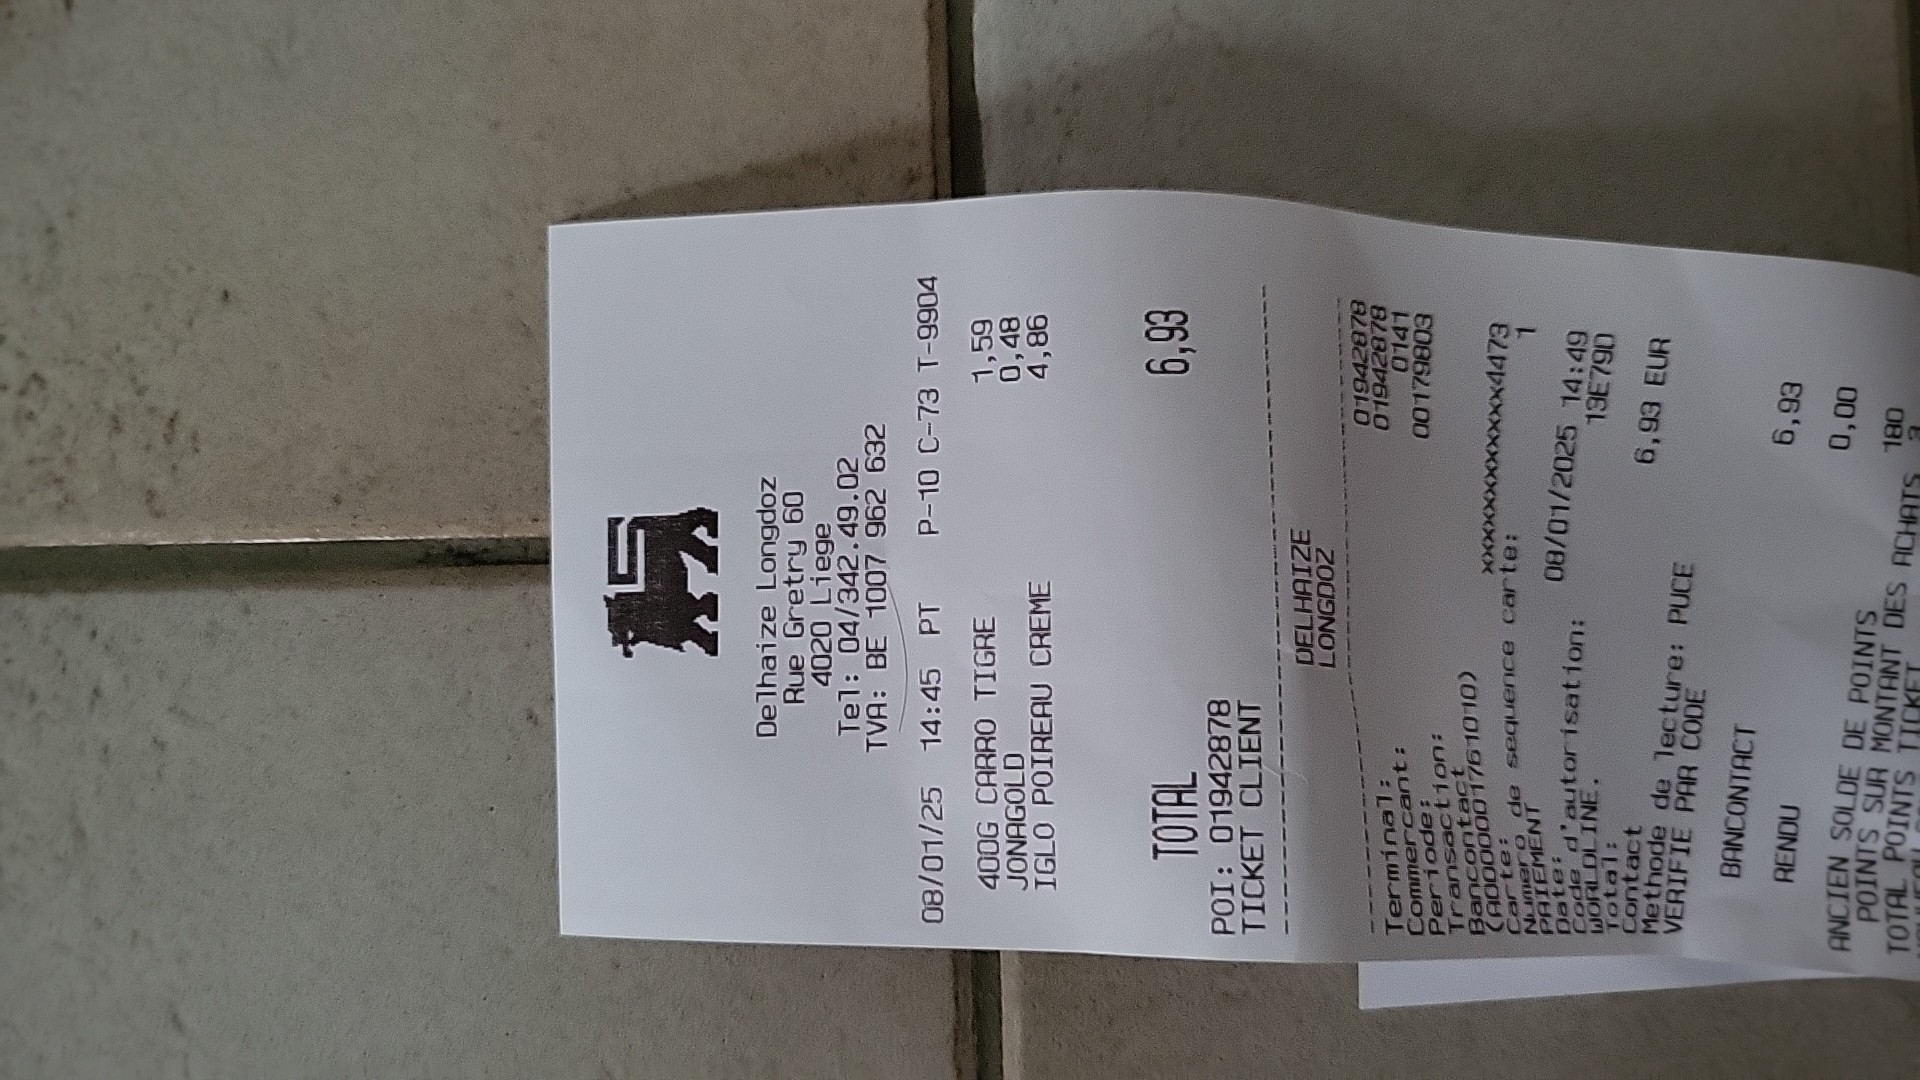 Delhaize Longdoz
Rue Gretry 60
4020 Liege
Tel: 04/342.49.02
TVA: BE 1007 962 632
08/01/25 14:45 PT P-10 C-73 T-9904
400G CARRO TIGRE 1,59
JONAGOLD 0,48
IGLO POIREAU CREME 4,86
TOTAL 6,93
POI: 01942878
TICKET CLIENT
DELHAIZE
LONGDOZ
Terminal: 01942878
Commercant: 01942878
Periode: 0141
Transaction: 00179803
Bancontact
(A0000001761010)
Carte: xxxxxxxxxxxxx4473
Numero de sequence carte: 1
PAIEMENT
Date: 08/01/2025 14:49
Code d'autorisation: 13E79D
WORLDLINE.
Total: 6,93 EUR
Contact
Methode de lecture: PUCE
VERIFIE PAR CODE
BANCONTACT 6,93
RENDU 0,00
ANCIEN SOLDE DE POINTS 180
POINTS SUR MONTANT DES ACHATS 3
TOTAL POINTS TICKET